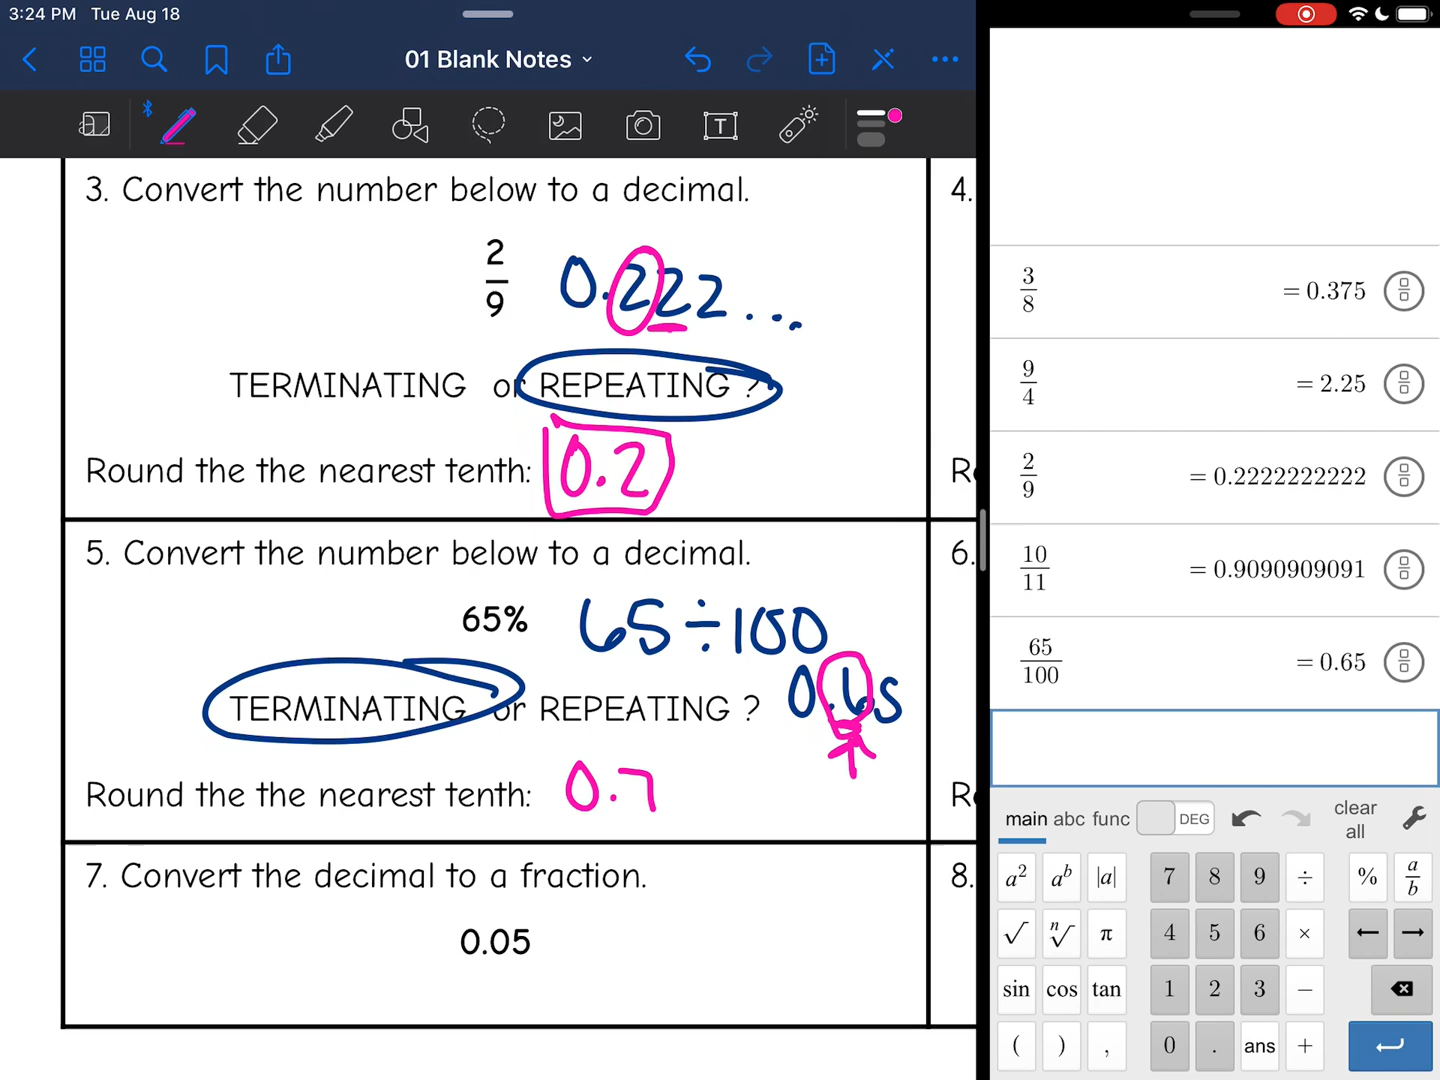 3:24 PM Tue Aug 18
01 Blank Notes
T
3. Convert the number below to a decimal.
2/9 0.222...
TERMINATING or REPEATING ?
Round the the nearest tenth: 0.2
4.
Ro
5. Convert the number below to a decimal.
65% 65÷100
TERMINATING or REPEATING ? 0.65
Round the the nearest tenth: 0.7
6.
Ro
7. Convert the decimal to a fraction.
0.05
8.
3/8 = 0.375
9/4 = 2.25
2/9 = 0.2222222222
10/11 = 0.9090909091
65/100 = 0.65
main abc func DEG clear all
a² aᵇ |a| 7 8 9 ÷ % a/b
√ ⁿ√ π 4 5 6 × ← →
sin cos tan 1 2 3 −
( ) , 0 . ans +